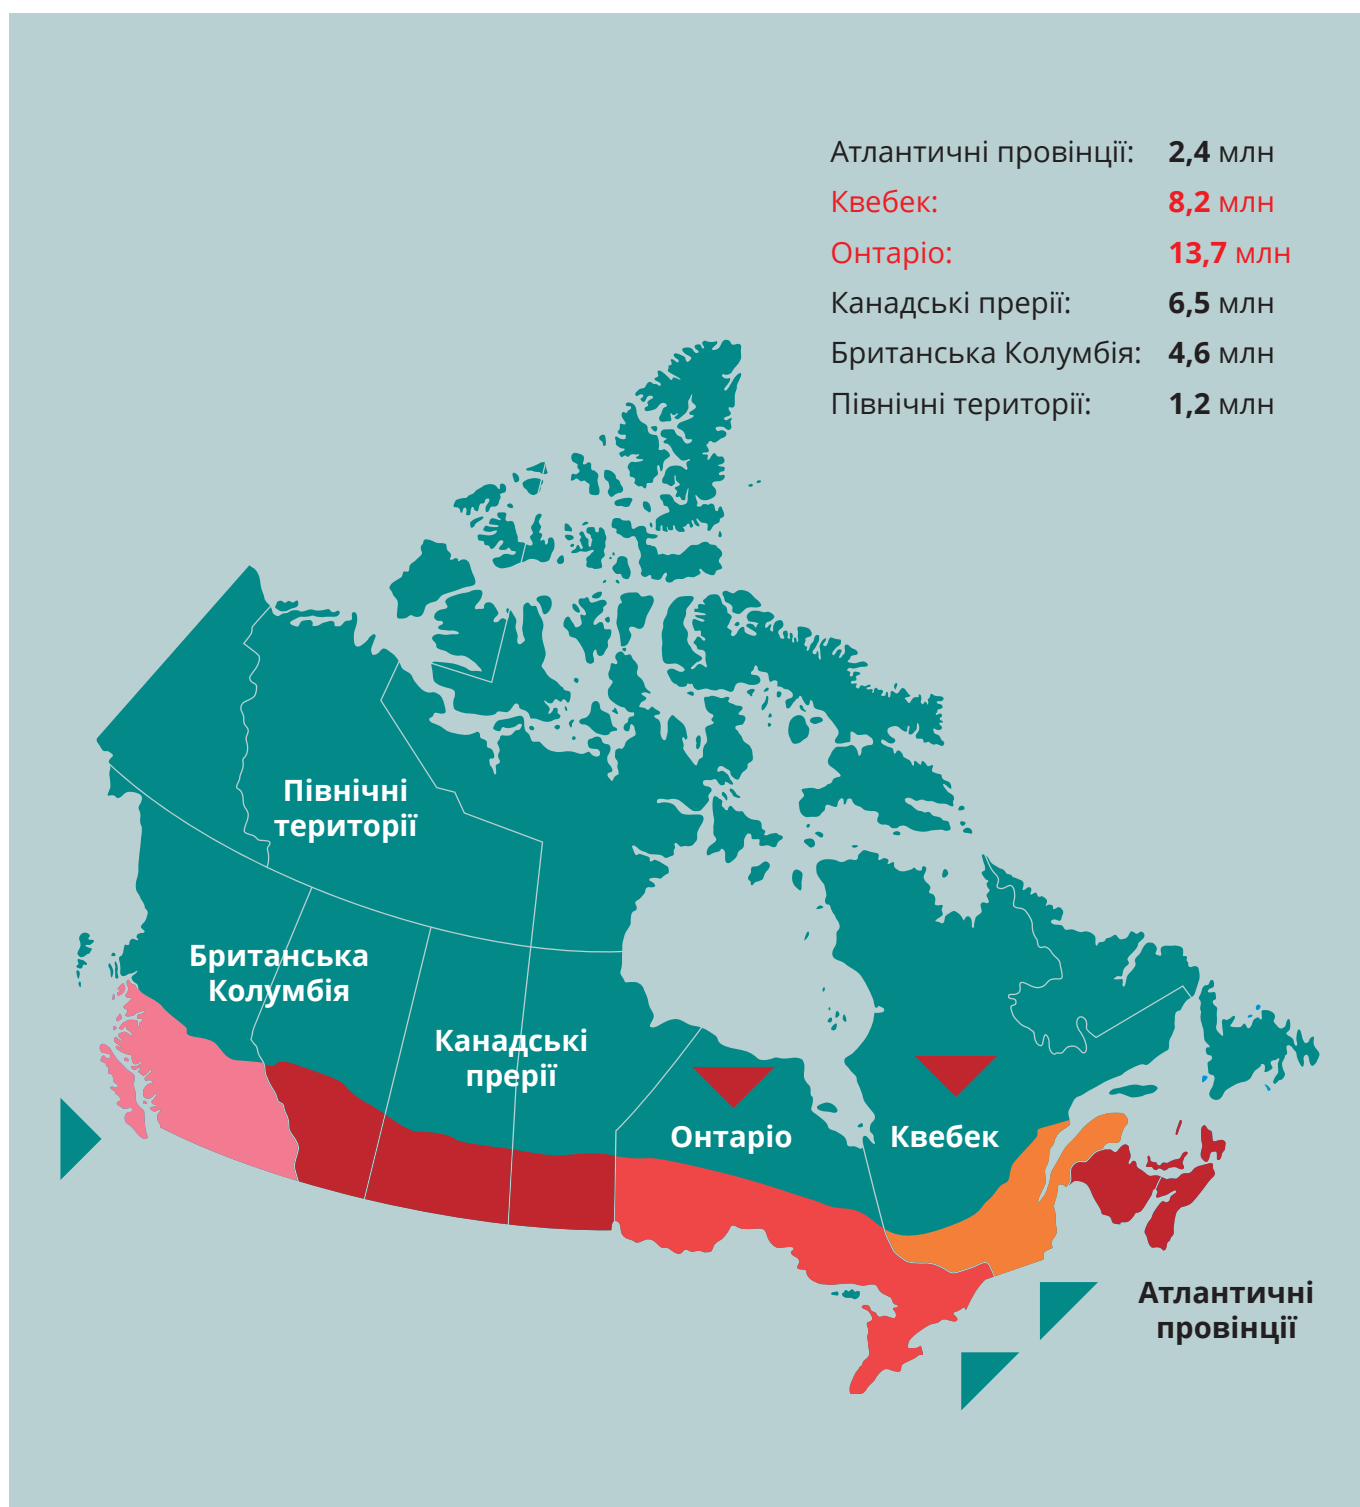 Атлантичні провінції: 2,4 млн
Квебек: 8,2 млн
Онтаріо: 13,7 млн
Канадські прерії: 6,5 млн
Британська Колумбія: 4,6 млн
Північні території: 1,2 млн
Північні
території
Британська
Колумбія
Канадські
прерії
Онтаріо
Квебек
Атлантичні
провінції